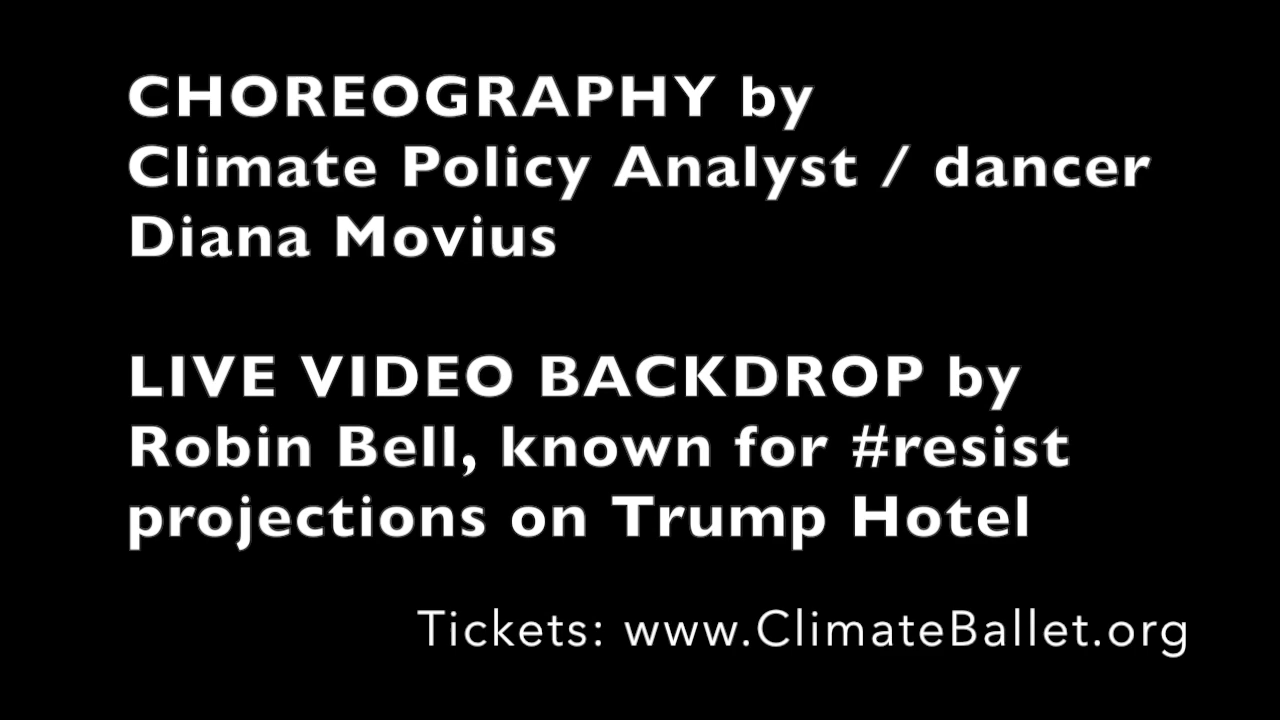 CHOREOGRAPHY by
Climate Policy Analyst / dancer
Diana Movius
LIVE VIDEO BACKDROP by
Robin Bell, known for #resist
projections on Trump Hotel
Tickets: www.ClimateBallet.org